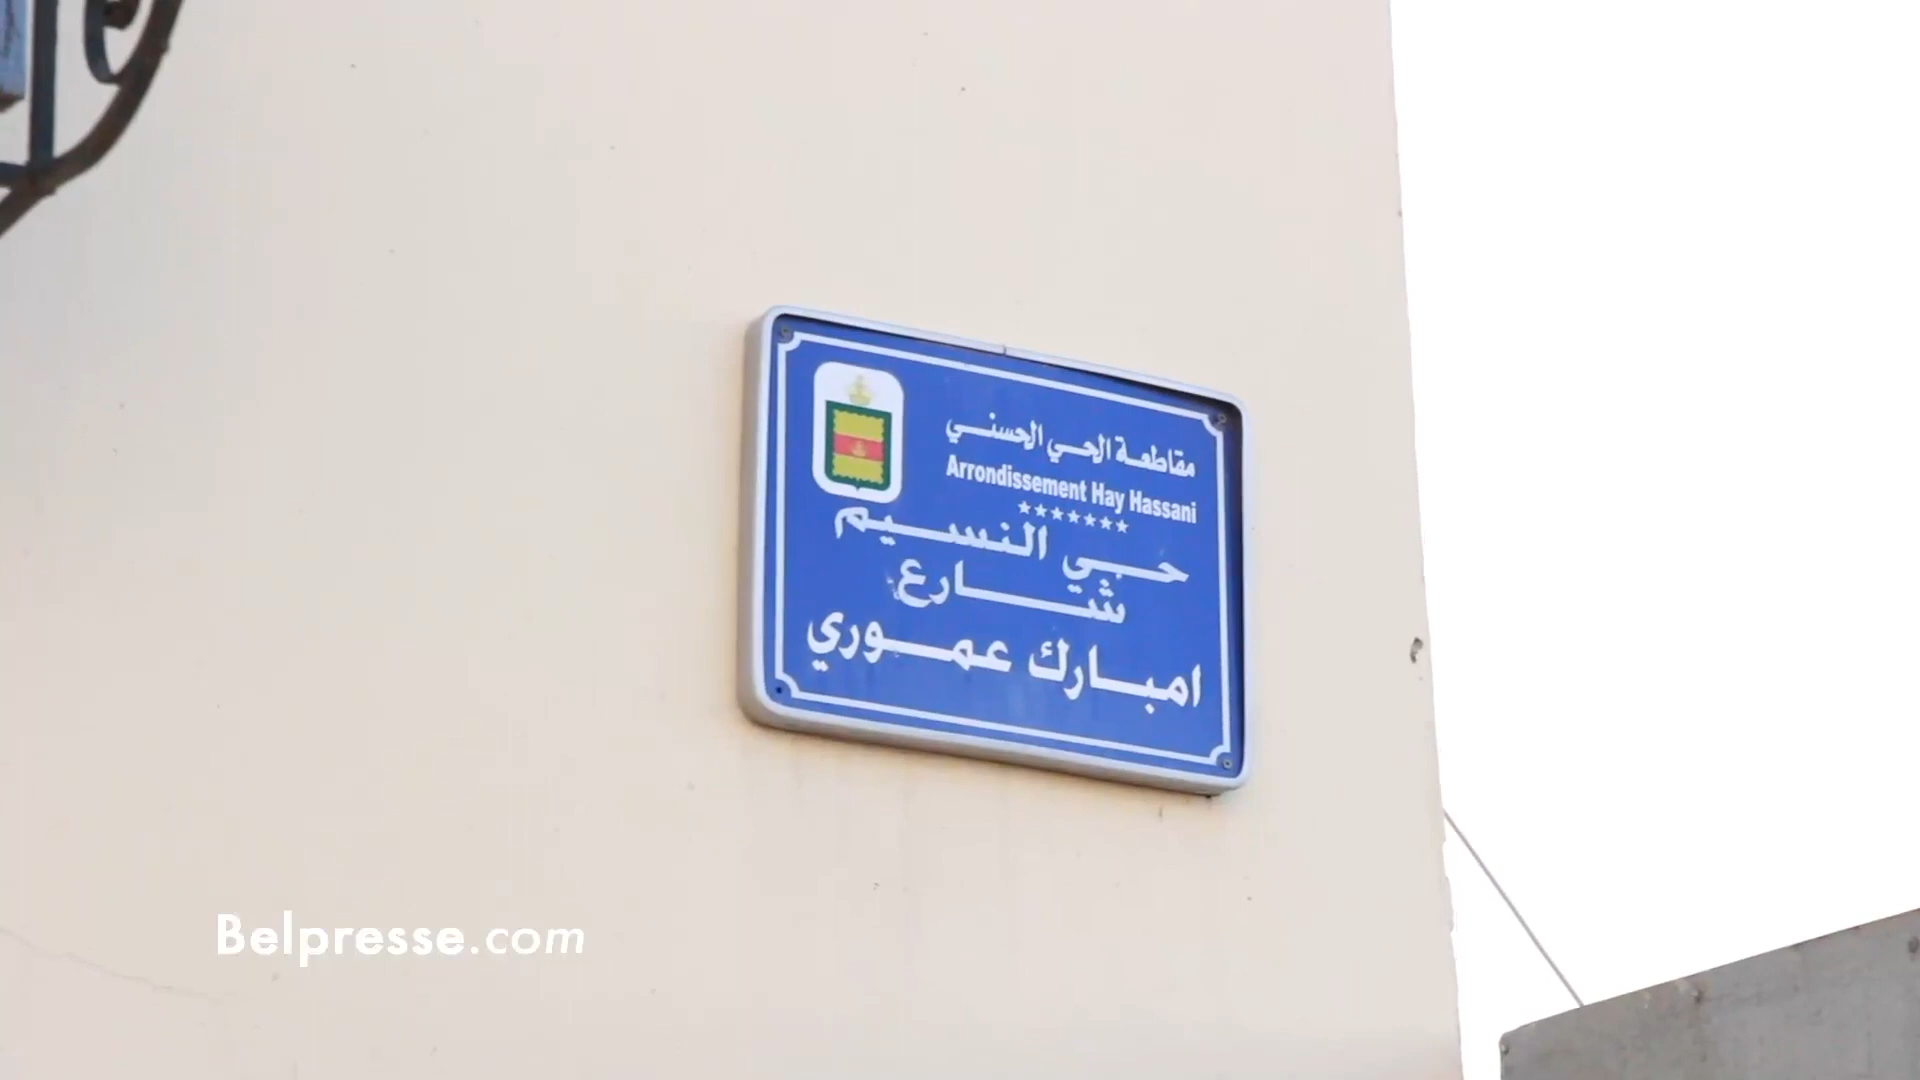 مقاطعة الحي الحسني
Arrondissement Hay Hassani
★★★★★★★
حي النسيم
شارع
امبارك عموري
Belpresse.com